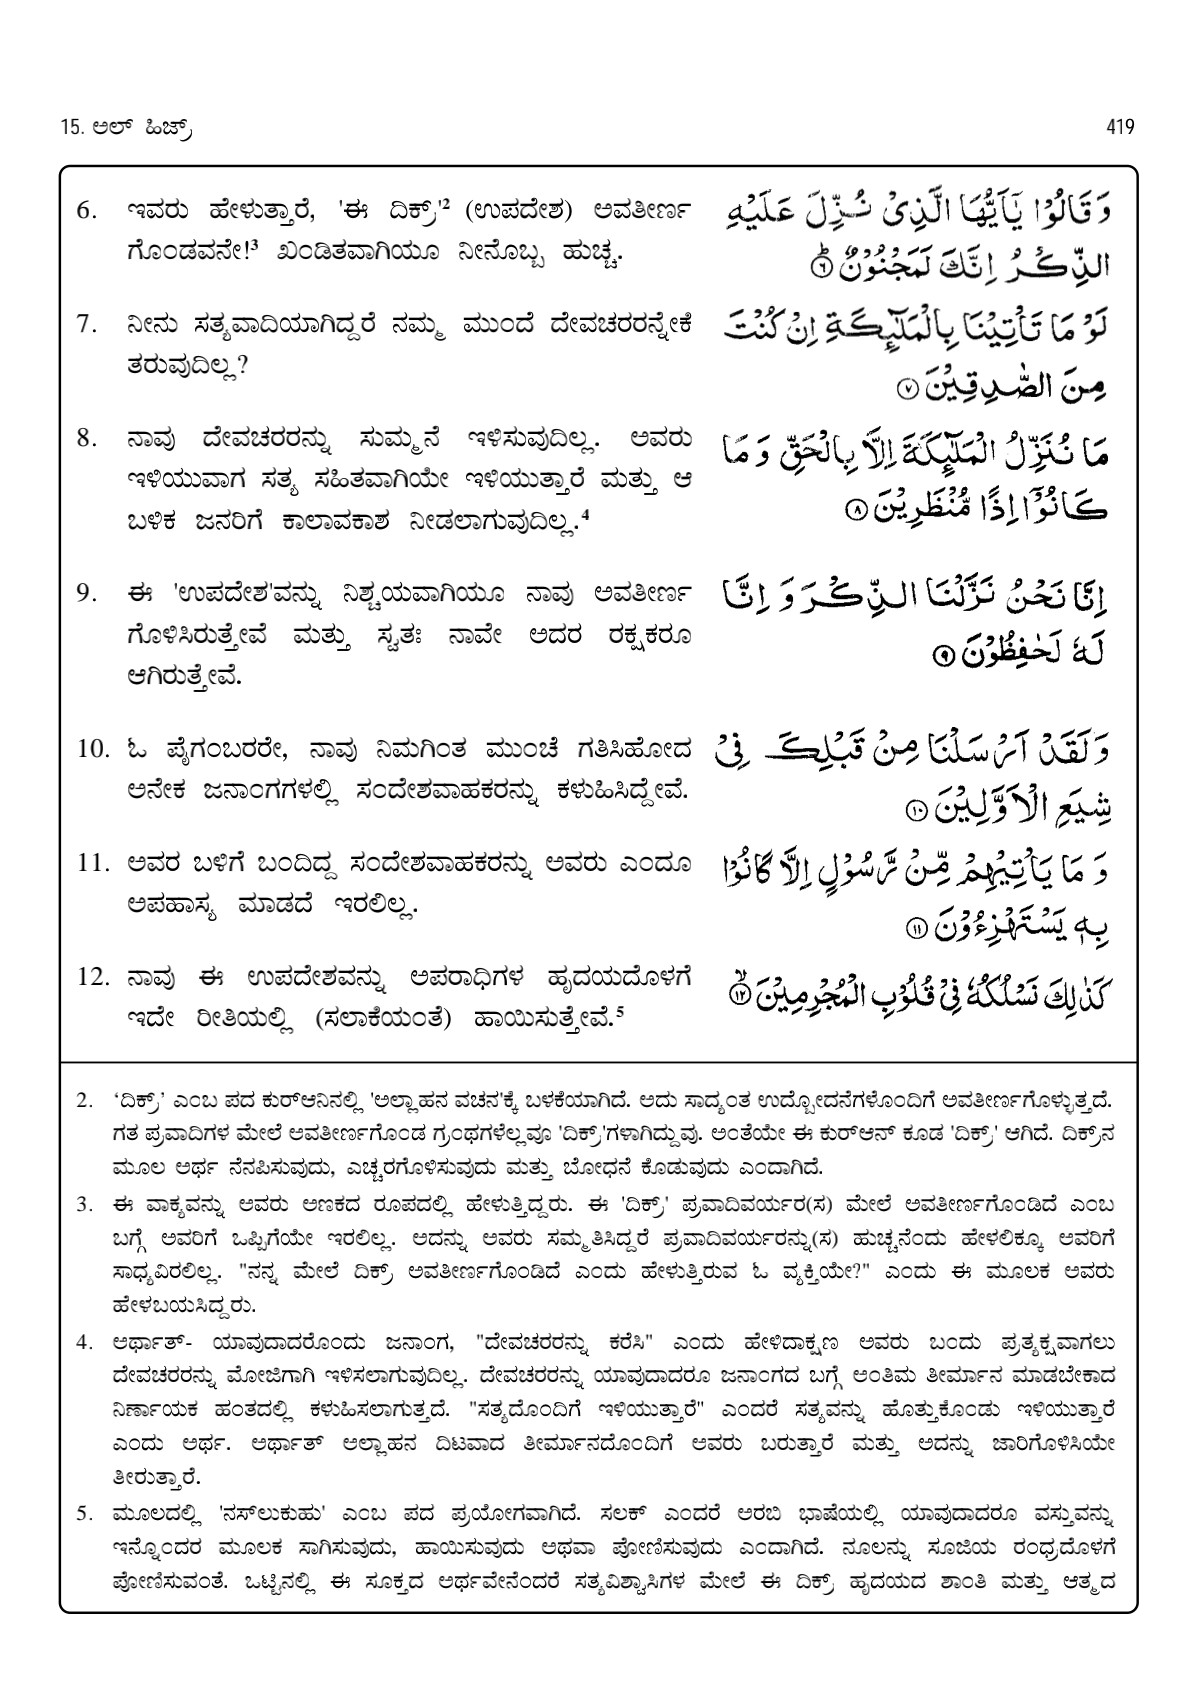 15. ಅಲ್ ಹಿಜ್ರ್ 419
6. ಇವರು ಹೇಳುತ್ತಾರೆ, 'ಈ ದಿಕ್ರ್'² (ಉಪದೇಶ) ಅವತೀರ್ಣ
ಗೊಂಡವನೇ!³ ಖಂಡಿತವಾಗಿಯೂ ನೀನೊಬ್ಬ ಹುಚ್ಚ.
وَقَالُوْا يٰۤاَيُّهَا الَّذِىْ نُزِّلَ عَلَيْهِ
الذِّكْرُ اِنَّكَ لَمَجْنُوْنٌ ؕ‏ ﴿۶﴾
7. ನೀನು ಸತ್ಯವಾದಿಯಾಗಿದ್ದರೆ ನಮ್ಮ ಮುಂದೆ ದೇವಚರರನ್ನೇಕೆ
ತರುವುದಿಲ್ಲ?
لَوْ مَا تَاْتِيْنَا بِالْمَلٰٓئِكَةِ اِنْ كُنْتَ
مِنَ الصّٰدِقِيْنَ ﴿۷﴾
8. ನಾವು ದೇವಚರರನ್ನು ಸುಮ್ಮನೆ ಇಳಿಸುವುದಿಲ್ಲ. ಅವರು
ಇಳಿಯುವಾಗ ಸತ್ಯ ಸಹಿತವಾಗಿಯೇ ಇಳಿಯುತ್ತಾರೆ ಮತ್ತು ಆ
ಬಳಿಕ ಜನರಿಗೆ ಕಾಲಾವಕಾಶ ನೀಡಲಾಗುವುದಿಲ್ಲ.⁴
مَا نُنَزِّلُ الْمَلٰٓئِكَةَ اِلَّا بِالْحَقِّ وَمَا
كَانُوْۤا اِذًا مُّنْظَرِيْنَ ﴿۸﴾
9. ಈ 'ಉಪದೇಶ'ವನ್ನು ನಿಶ್ಚಯವಾಗಿಯೂ ನಾವು ಅವತೀರ್ಣ
ಗೊಳಿಸಿರುತ್ತೇವೆ ಮತ್ತು ಸ್ವತಃ ನಾವೇ ಅದರ ರಕ್ಷಕರೂ
ಆಗಿರುತ್ತೇವೆ.
اِنَّا نَحْنُ نَزَّلْنَا الذِّكْرَ وَاِنَّا
لَهٗ لَحٰفِظُوْنَ ﴿۹﴾
10. ಓ ಪೈಗಂಬರರೇ, ನಾವು ನಿಮಗಿಂತ ಮುಂಚೆ ಗತಿಸಿಹೋದ
ಅನೇಕ ಜನಾಂಗಗಳಲ್ಲಿ ಸಂದೇಶವಾಹಕರನ್ನು ಕಳುಹಿಸಿದ್ದೇವೆ.
وَلَقَدْ اَرْسَلْنَا مِنْ قَبْلِكَ فِىْ
شِيَعِ الْاَوَّلِيْنَ ﴿۱۰﴾
11. ಅವರ ಬಳಿಗೆ ಬಂದಿದ್ದ ಸಂದೇಶವಾಹಕರನ್ನು ಅವರು ಎಂದೂ
ಅಪಹಾಸ್ಯ ಮಾಡದೆ ಇರಲಿಲ್ಲ.
وَمَا يَاْتِيْهِمْ مِّنْ رَّسُوْلٍ اِلَّا كَانُوْا
بِهٖ يَسْتَهْزِءُوْنَ ﴿۱۱﴾
12. ನಾವು ಈ ಉಪದೇಶವನ್ನು ಅಪರಾಧಿಗಳ ಹೃದಯದೊಳಗೆ
ಇದೇ ರೀತಿಯಲ್ಲಿ (ಸಲಾಕೆಯಂತೆ) ಹಾಯಿಸುತ್ತೇವೆ.⁵
كَذٰلِكَ نَسْلُكُهٗ فِىْ قُلُوْبِ الْمُجْرِمِيْنَ ۙ‏ ﴿۱۲﴾
2. ‘ದಿಕ್ರ್’ ಎಂಬ ಪದ ಕುರ್‌ಆನಿನಲ್ಲಿ 'ಅಲ್ಲಾಹನ ವಚನ'ಕ್ಕೆ ಬಳಕೆಯಾಗಿದೆ. ಅದು ಸಾದ್ಯಂತ ಉದ್ಬೋದನೆಗಳೊಂದಿಗೆ ಅವತೀರ್ಣಗೊಳ್ಳುತ್ತದೆ.
ಗತ ಪ್ರವಾದಿಗಳ ಮೇಲೆ ಅವತೀರ್ಣಗೊಂಡ ಗ್ರಂಥಗಳೆಲ್ಲವೂ 'ದಿಕ್ರ್'ಗಳಾಗಿದ್ದುವು. ಅಂತೆಯೇ ಈ ಕುರ್‌ಆನ್ ಕೂಡ 'ದಿಕ್ರ್' ಆಗಿದೆ. ದಿಕ್ರ್‌ನ
ಮೂಲ ಅರ್ಥ ನೆನಪಿಸುವುದು, ಎಚ್ಚರಗೊಳಿಸುವುದು ಮತ್ತು ಬೋಧನೆ ಕೊಡುವುದು ಎಂದಾಗಿದೆ.
3. ಈ ವಾಕ್ಯವನ್ನು ಅವರು ಅಣಕದ ರೂಪದಲ್ಲಿ ಹೇಳುತ್ತಿದ್ದರು. ಈ 'ದಿಕ್ರ್' ಪ್ರವಾದಿವರ್ಯರ(ಸ) ಮೇಲೆ ಅವತೀರ್ಣಗೊಂಡಿದೆ ಎಂಬ
ಬಗ್ಗೆ ಅವರಿಗೆ ಒಪ್ಪಿಗೆಯೇ ಇರಲಿಲ್ಲ. ಅದನ್ನು ಅವರು ಸಮ್ಮತಿಸಿದ್ದರೆ ಪ್ರವಾದಿವರ್ಯರನ್ನು(ಸ) ಹುಚ್ಚನೆಂದು ಹೇಳಲಿಕ್ಕೂ ಅವರಿಗೆ
ಸಾಧ್ಯವಿರಲಿಲ್ಲ. "ನನ್ನ ಮೇಲೆ ದಿಕ್ರ್ ಅವತೀರ್ಣಗೊಂಡಿದೆ ಎಂದು ಹೇಳುತ್ತಿರುವ ಓ ವ್ಯಕ್ತಿಯೇ?" ಎಂದು ಈ ಮೂಲಕ ಅವರು
ಹೇಳಬಯಸಿದ್ದರು.
4. ಅರ್ಥಾತ್- ಯಾವುದಾದರೊಂದು ಜನಾಂಗ, "ದೇವಚರರನ್ನು ಕರೆಸಿ" ಎಂದು ಹೇಳಿದಾಕ್ಷಣ ಅವರು ಬಂದು ಪ್ರತ್ಯಕ್ಷವಾಗಲು
ದೇವಚರರನ್ನು ಮೋಜಿಗಾಗಿ ಇಳಿಸಲಾಗುವುದಿಲ್ಲ. ದೇವಚರರನ್ನು ಯಾವುದಾದರೂ ಜನಾಂಗದ ಬಗ್ಗೆ ಅಂತಿಮ ತೀರ್ಮಾನ ಮಾಡಬೇಕಾದ
ನಿರ್ಣಾಯಕ ಹಂತದಲ್ಲಿ ಕಳುಹಿಸಲಾಗುತ್ತದೆ. "ಸತ್ಯದೊಂದಿಗೆ ಇಳಿಯುತ್ತಾರೆ" ಎಂದರೆ ಸತ್ಯವನ್ನು ಹೊತ್ತುಕೊಂಡು ಇಳಿಯುತ್ತಾರೆ
ಎಂದು ಅರ್ಥ. ಅರ್ಥಾತ್ ಅಲ್ಲಾಹನ ದಿಟವಾದ ತೀರ್ಮಾನದೊಂದಿಗೆ ಅವರು ಬರುತ್ತಾರೆ ಮತ್ತು ಅದನ್ನು ಜಾರಿಗೊಳಿಸಿಯೇ
ತೀರುತ್ತಾರೆ.
5. ಮೂಲದಲ್ಲಿ 'ನಸ್‌ಲುಕುಹು' ಎಂಬ ಪದ ಪ್ರಯೋಗವಾಗಿದೆ. ಸಲಕ್ ಎಂದರೆ ಅರಬಿ ಭಾಷೆಯಲ್ಲಿ ಯಾವುದಾದರೂ ವಸ್ತುವನ್ನು
ಇನ್ನೊಂದರ ಮೂಲಕ ಸಾಗಿಸುವುದು, ಹಾಯಿಸುವುದು ಅಥವಾ ಪೋಣಿಸುವುದು ಎಂದಾಗಿದೆ. ನೂಲನ್ನು ಸೂಜಿಯ ರಂಧ್ರದೊಳಗೆ
ಪೋಣಿಸುವಂತೆ. ಒಟ್ಟಿನಲ್ಲಿ ಈ ಸೂಕ್ತದ ಅರ್ಥವೇನೆಂದರೆ ಸತ್ಯವಿಶ್ವಾಸಿಗಳ ಮೇಲೆ ಈ ದಿಕ್ರ್ ಹೃದಯದ ಶಾಂತಿ ಮತ್ತು ಆತ್ಮದ